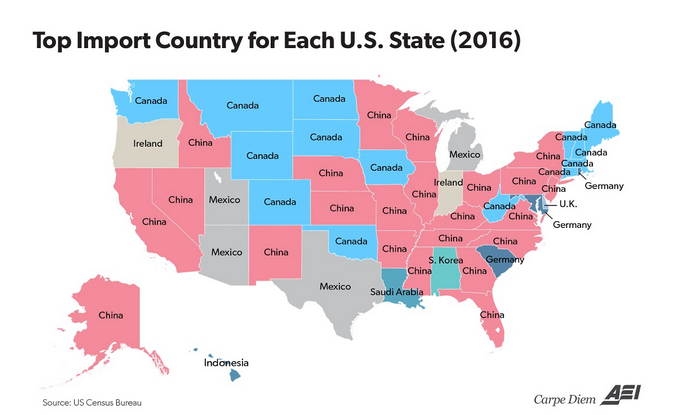 Top Import Country for Each U.S. State (2016)
Canada
Canada
Canada
China
Canada
Ireland
China
Canada
Canada
China
Mexico
China
Canada
Canada
Canada
Canada
Canada
Germany
China
China
Mexico
Canada
China
China
China
China
Ireland
China
China
China
Canada
China
China
U.K.
Germany
China
Mexico
China
Canada
China
China
China
Mexico
Saudi Arabia
China
S. Korea
China
Germany
China
China
Indonesia
Source: US Census Bureau
Carpe Diem AEI